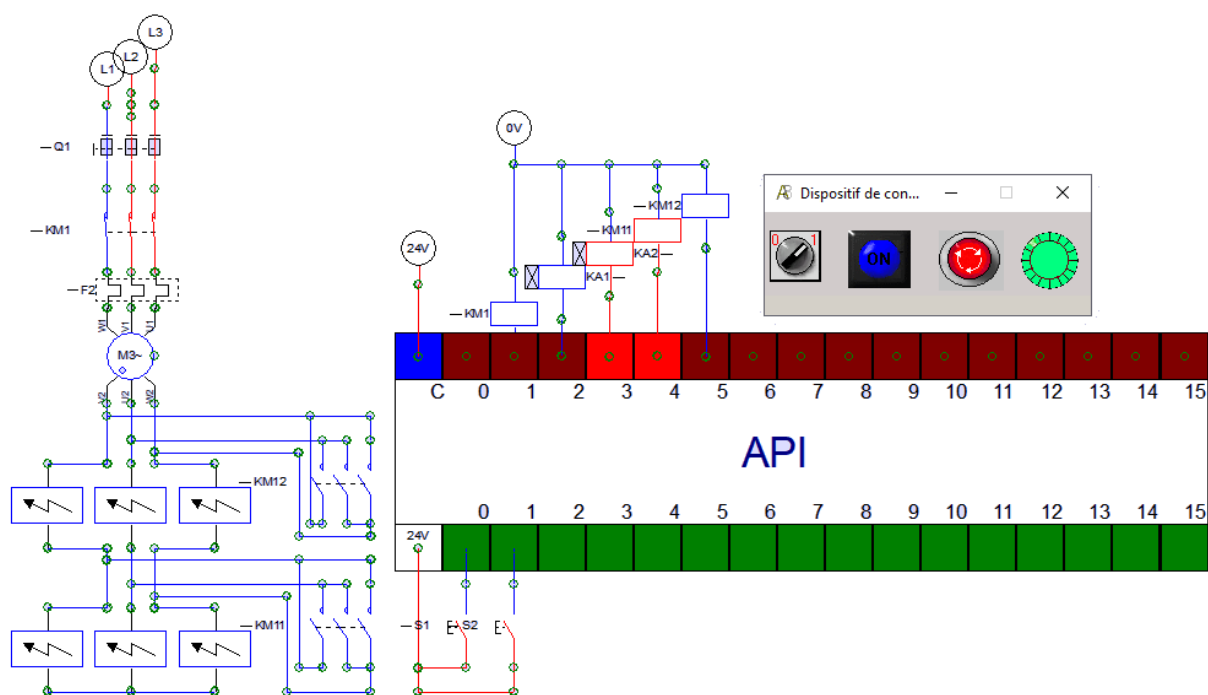 L3
L2
L1
Q1
KM1
F2
W1 V1 U1
M3~
V2 U2 W2
KM12
KM11
0V
24V
KM12
KM11
KA2
KA1
KM1
Dispositif de con...
0 1
ON
C 0 1 2 3 4 5 6 7 8 9 10 11 12 13 14 15
API
0 1 2 3 4 5 6 7 8 9 10 11 12 13 14 15
24V
S1 E S2 E